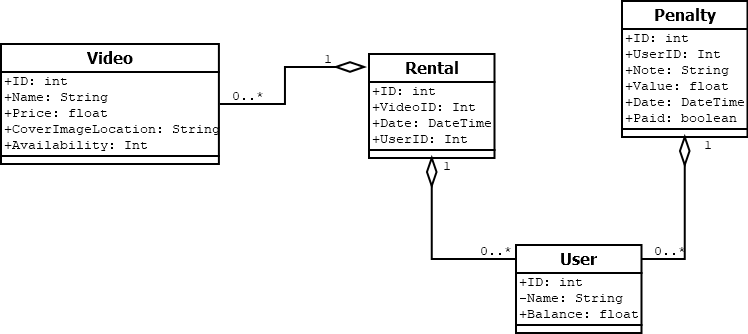 Video
+ID: int
+Name: String
+Price: float
+CoverImageLocation: String
+Availability: Int
0..*
1
Rental
+ID: int
+VideoID: Int
+Date: DateTime
+UserID: Int
1
Penalty
+ID: int
+UserID: Int
+Note: String
+Value: float
+Date: DateTime
+Paid: boolean
1
0..*
User
+ID: int
-Name: String
+Balance: float
0..*